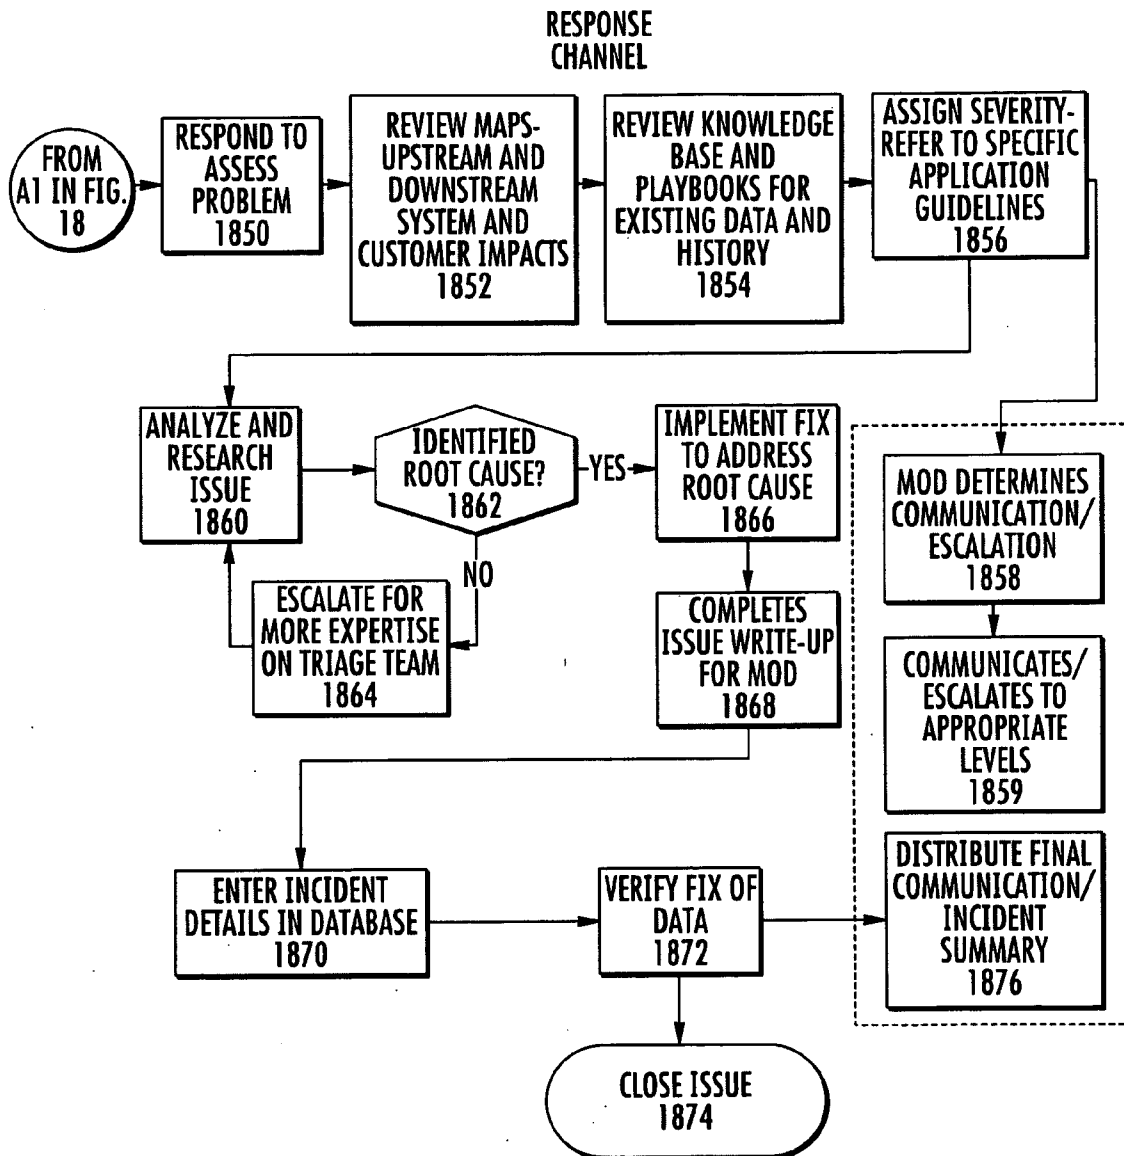 RESPONSE
CHANNEL
FROM
A1 IN FIG.
18
RESPOND TO
ASSESS
PROBLEM
1850
REVIEW MAPS-
UPSTREAM AND
DOWNSTREAM
SYSTEM AND
CUSTOMER IMPACTS
1852
REVIEW KNOWLEDGE
BASE AND
PLAYBOOKS FOR
EXISTING DATA AND
HISTORY
1854
ASSIGN SEVERITY-
REFER TO SPECIFIC
APPLICATION
GUIDELINES
1856
ANALYZE AND
RESEARCH
ISSUE
1860
IDENTIFIED
ROOT CAUSE?
1862
YES
NO
ESCALATE FOR
MORE EXPERTISE
ON TRIAGE TEAM
1864
IMPLEMENT FIX
TO ADDRESS
ROOT CAUSE
1866
COMPLETES
ISSUE WRITE-UP
FOR MOD
1868
MOD DETERMINES
COMMUNICATION/
ESCALATION
1858
COMMUNICATES/
ESCALATES TO
APPROPRIATE
LEVELS
1859
ENTER INCIDENT
DETAILS IN DATABASE
1870
VERIFY FIX OF
DATA
1872
DISTRIBUTE FINAL
COMMUNICATION/
INCIDENT
SUMMARY
1876
CLOSE ISSUE
1874